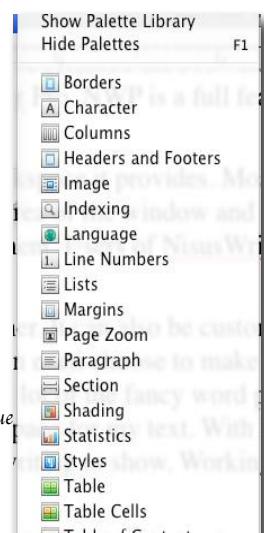 Show Palette Library
Hide Palettes F1
Borders
Character
Columns
Headers and Footers
Image
Indexing
Language
Line Numbers
Lists
Margins
Page Zoom
Paragraph
Section
Shading
Statistics
Styles
Table
Table Cells